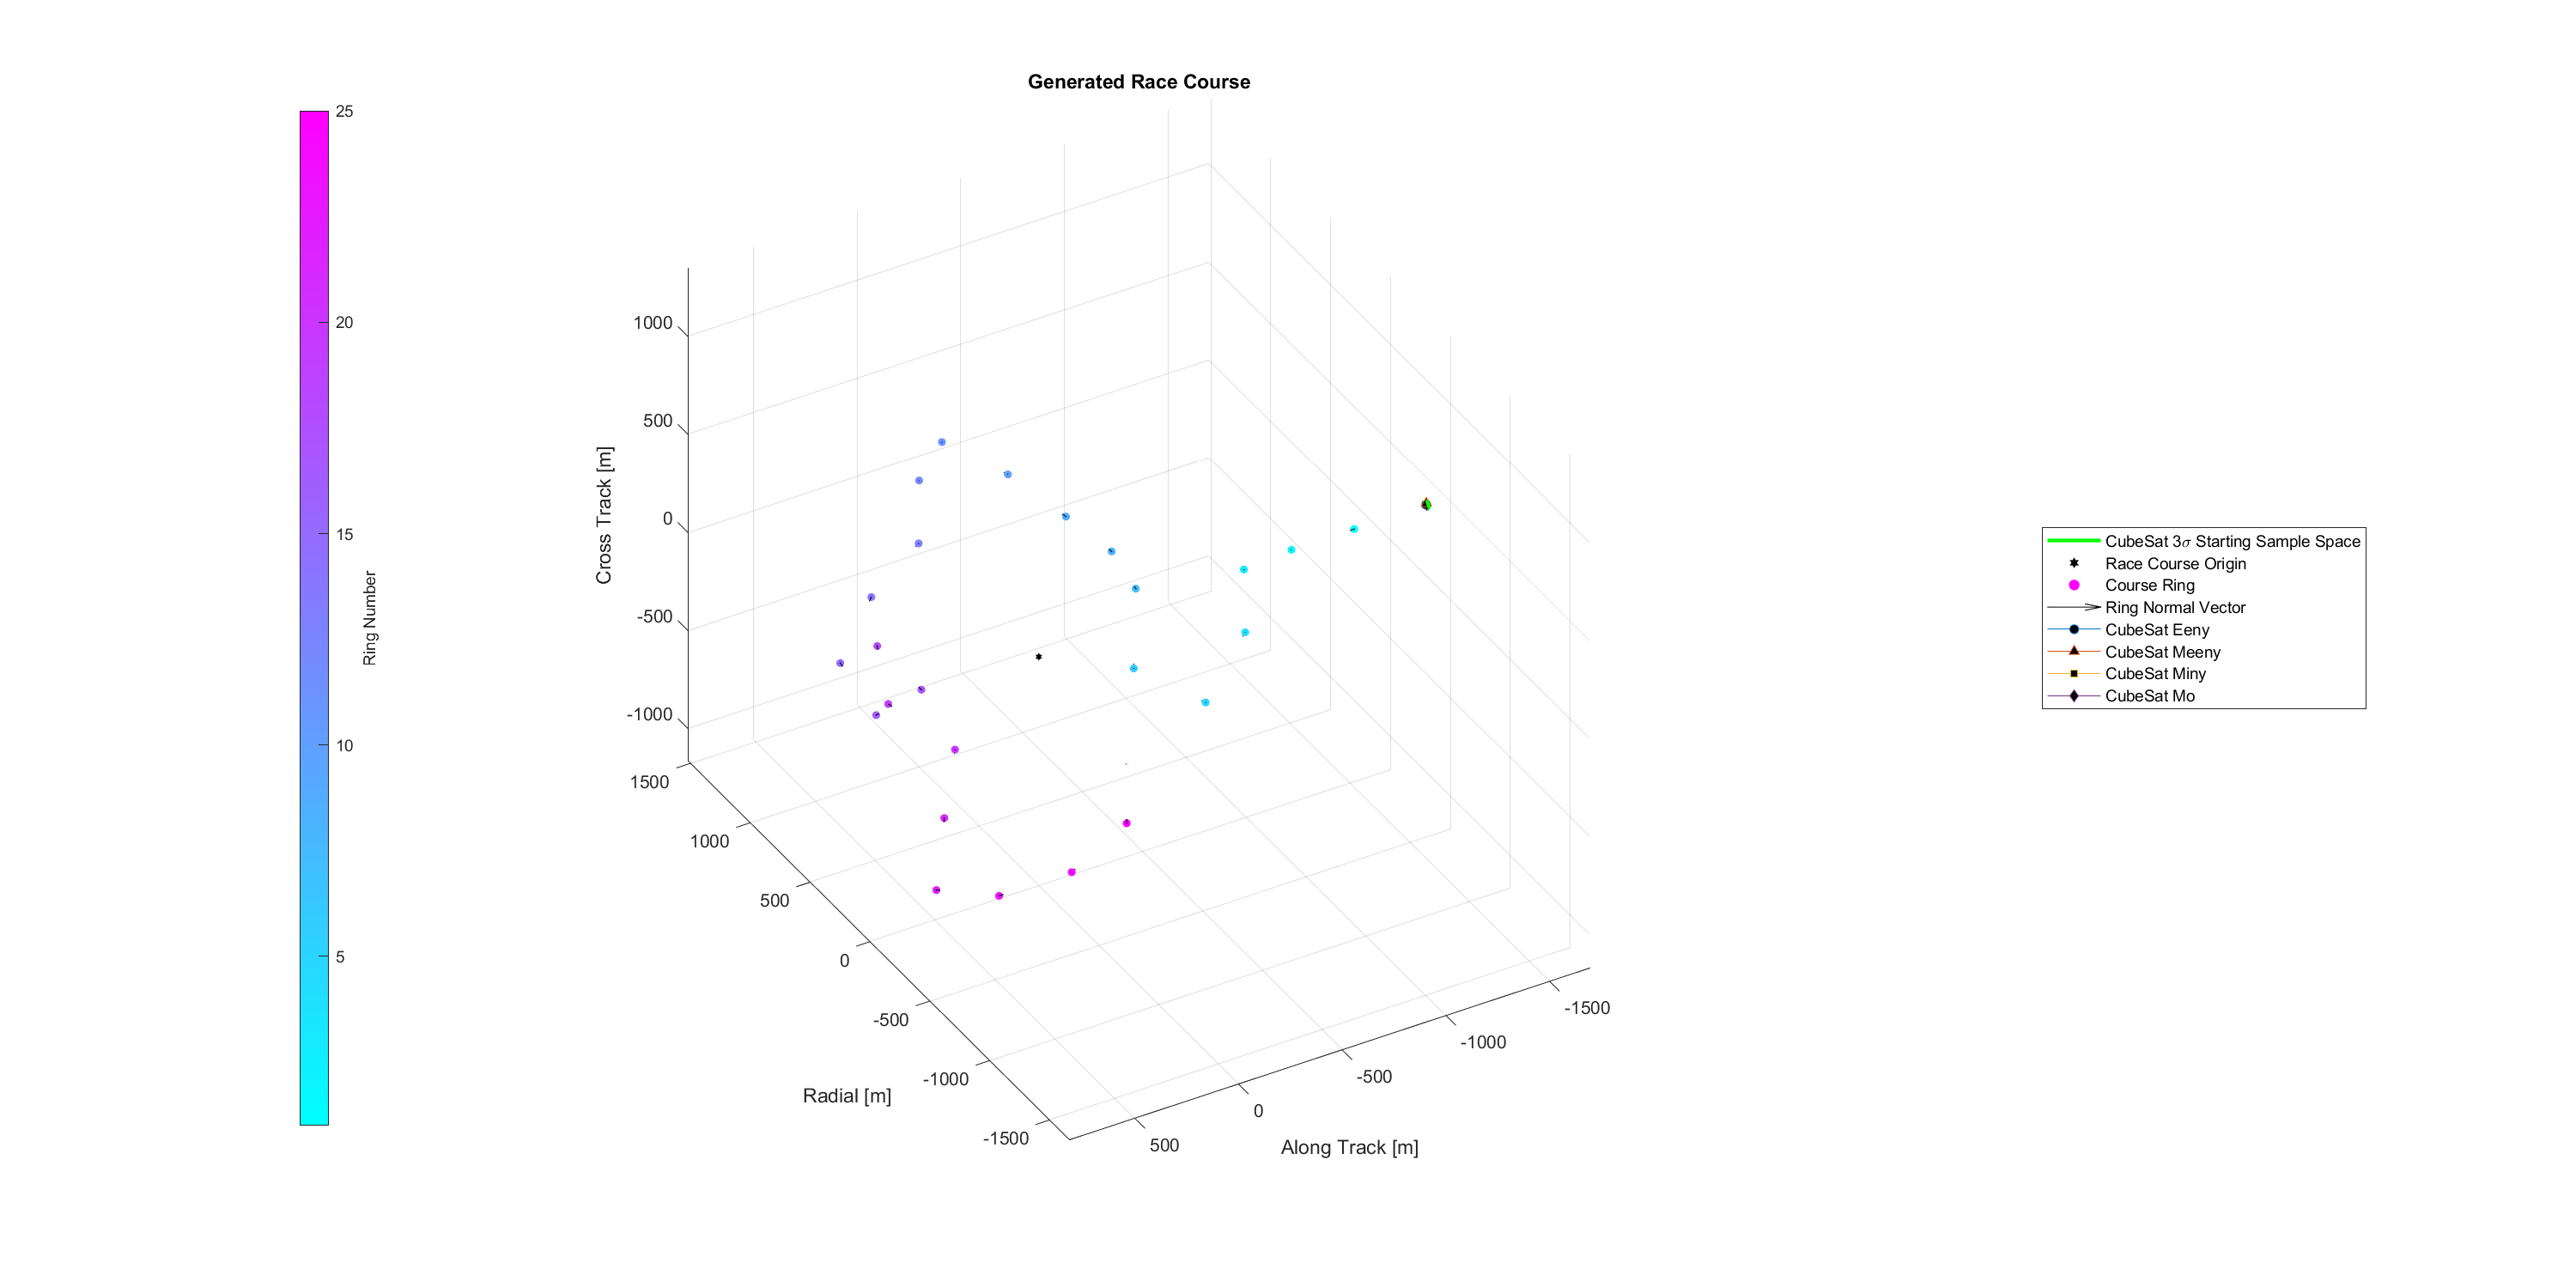 Generated Race Course
25
20
15
10
5
Ring Number
1000
500
0
-500
-1000
Cross Track [m]
1500
1000
500
0
-500
-1000
-1500
Radial [m]
500
0
-500
-1000
-1500
Along Track [m]
CubeSat 3σ Starting Sample Space
Race Course Origin
Course Ring
Ring Normal Vector
CubeSat Eeny
CubeSat Meeny
CubeSat Miny
CubeSat Mo